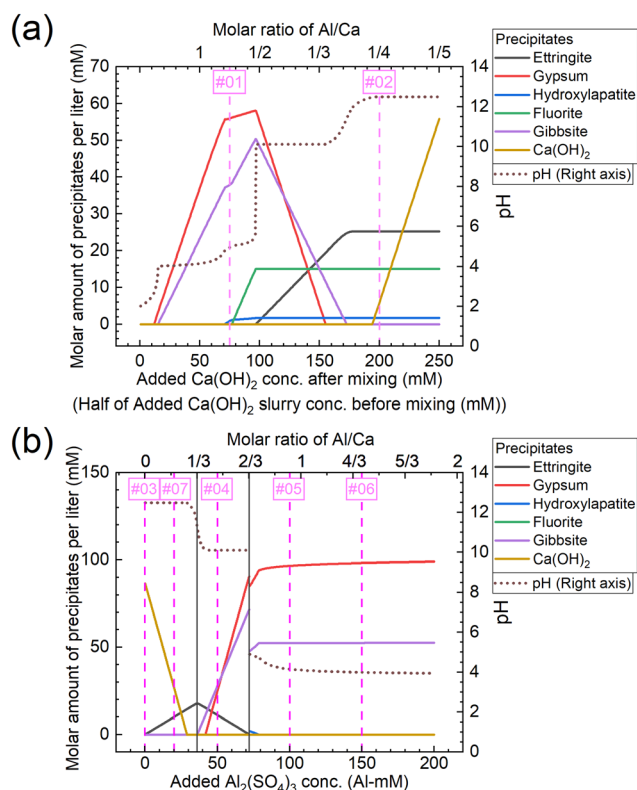 (a)
Molar ratio of Al/Ca
1 1/2 1/3 1/4 1/5
Precipitates
Ettringite
Gypsum
Hydroxylapatite
Fluorite
Gibbsite
Ca(OH)2
pH (Right axis)
#01 #02
Molar amount of precipitates per liter (mM)
70
60
50
40
30
20
10
0
14
12
10
8
6
4
2
0
pH
0 50 100 150 200 250
Added Ca(OH)2 conc. after mixing (mM)
(Half of Added Ca(OH)2 slurry conc. before mixing (mM))
(b)
Molar ratio of Al/Ca
0 1/3 2/3 1 4/3 5/3 2
Precipitates
Ettringite
Gypsum
Hydroxylapatite
Fluorite
Gibbsite
Ca(OH)2
pH (Right axis)
#03 #07 #04 #05 #06
Molar amount of precipitates per liter (mM)
150
100
50
0
14
12
10
8
6
4
2
0
pH
0 50 100 150 200
Added Al2(SO4)3 conc. (Al-mM)